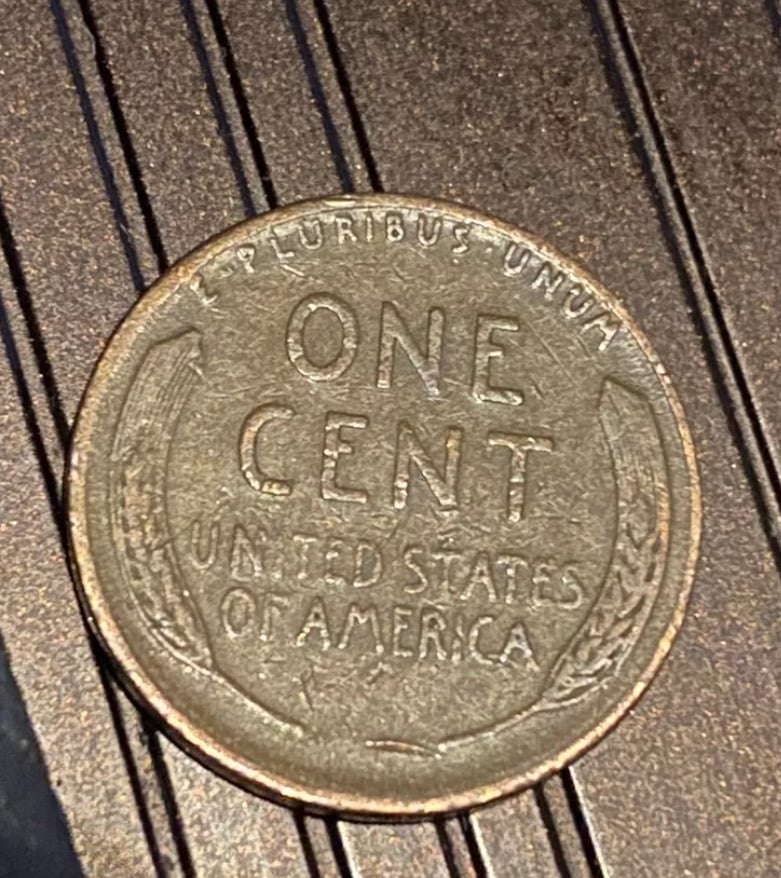 E·PLURIBUS·UNUM
ONE
CENT
UNITED STATES
OF AMERICA